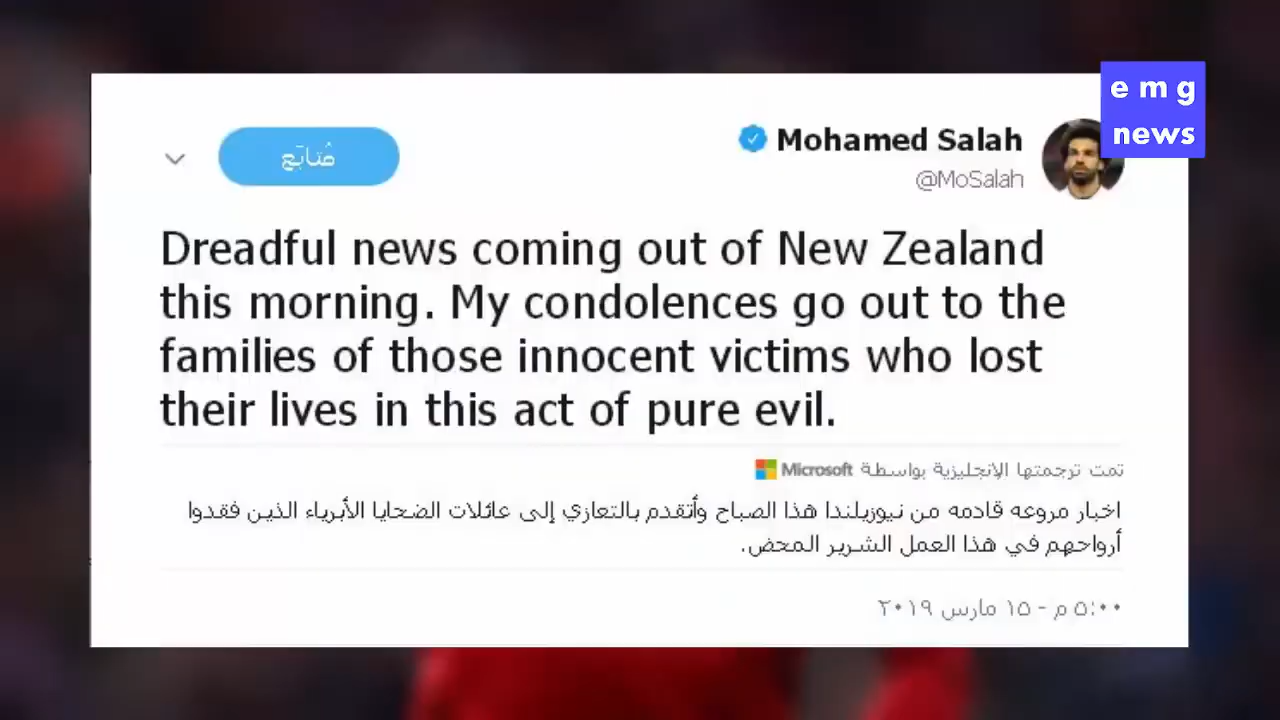 e m g
news
مُتابَع
Mohamed Salah
@MoSalah
Dreadful news coming out of New Zealand
this morning. My condolences go out to the
families of those innocent victims who lost
their lives in this act of pure evil.
تمت ترجمتها الإنجليزية بواسطة Microsoft
اخبار مروعه قادمه من نيوزيلندا هذا الصباح وأتقدم بالتعازي إلى عائلات الضحايا الأبرياء الذين فقدوا
أرواحهم في هذا العمل الشرير المحض.
٥:٠٠ م - ١٥ مارس ٢٠١٩